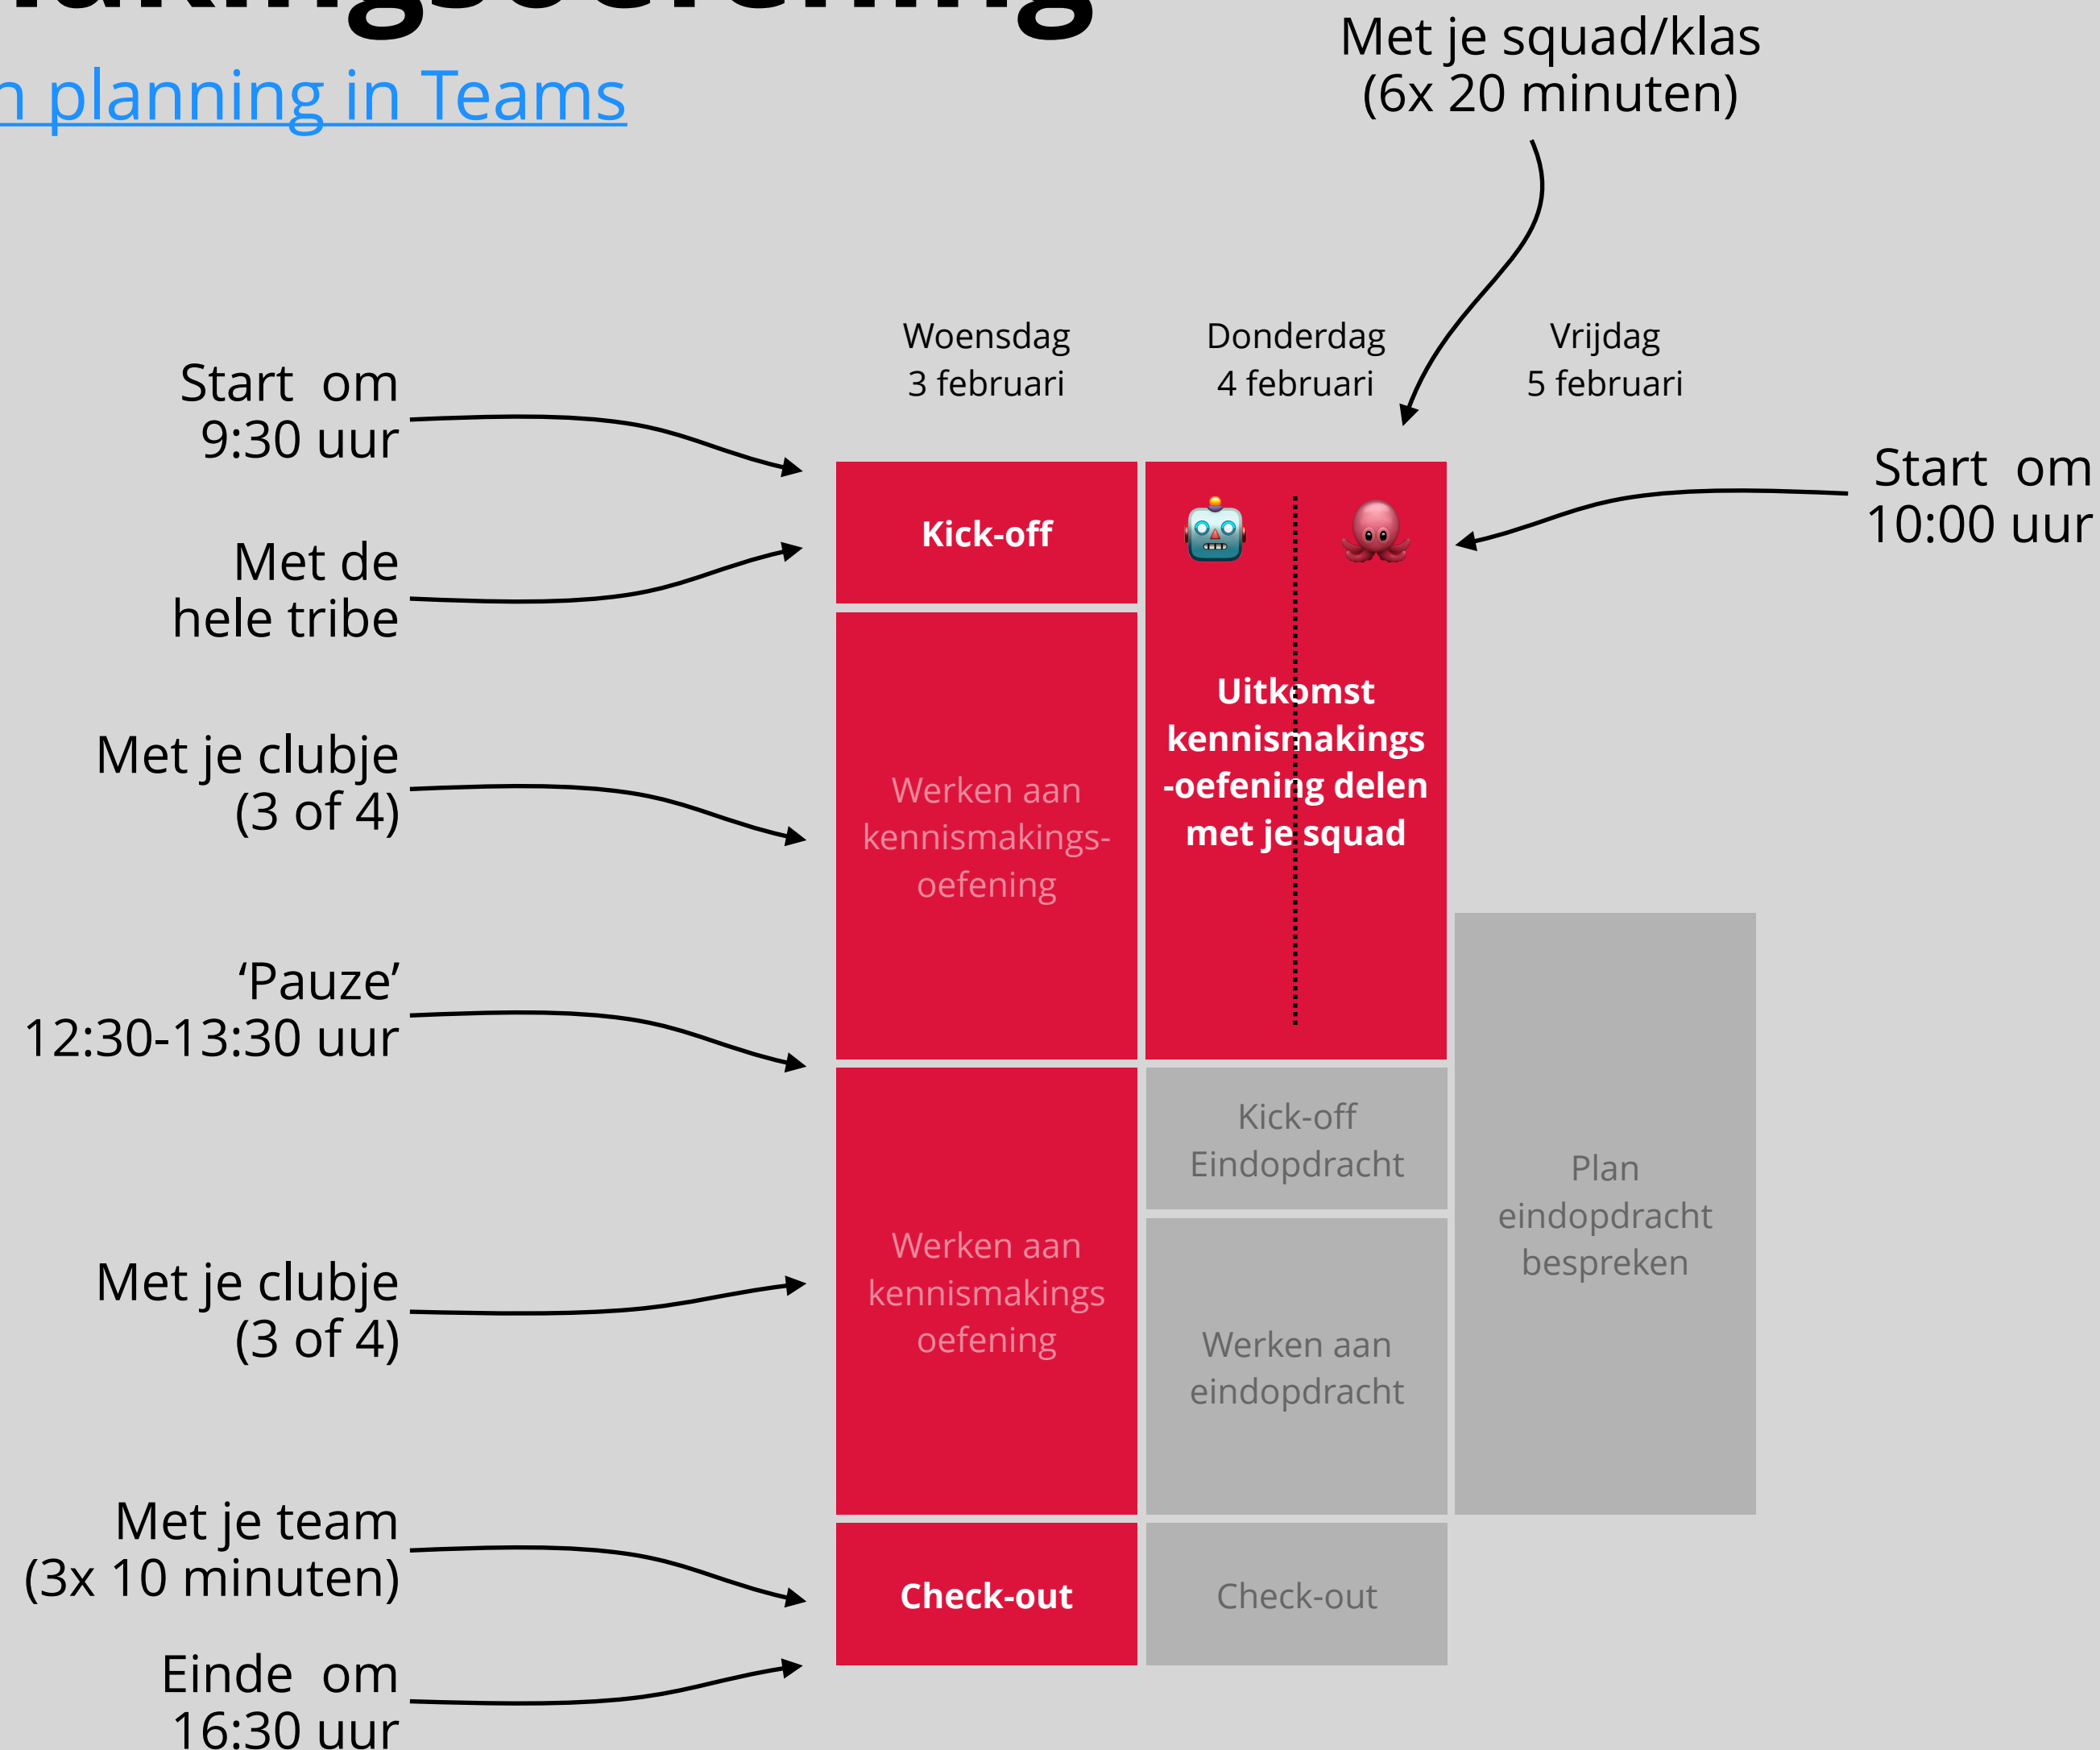 planning in Teams
Met je squad/klas
(6x 20 minuten)
Woensdag
3 februari
Donderdag
4 februari
Vrijdag
5 februari
Start om
9:30 uur
Met de
hele tribe
Met je clubje
(3 of 4)
‘Pauze’
12:30-13:30 uur
Met je clubje
(3 of 4)
Met je team
(3x 10 minuten)
Einde om
16:30 uur
Start om
10:00 uur
Kick-off
Werken aan
kennismakings-
oefening
Werken aan
kennismakings
oefening
Check-out
Uitkomst
kennismakings
-oefening delen
met je squad
Kick-off
Eindopdracht
Werken aan
eindopdracht
Check-out
Plan
eindopdracht
bespreken